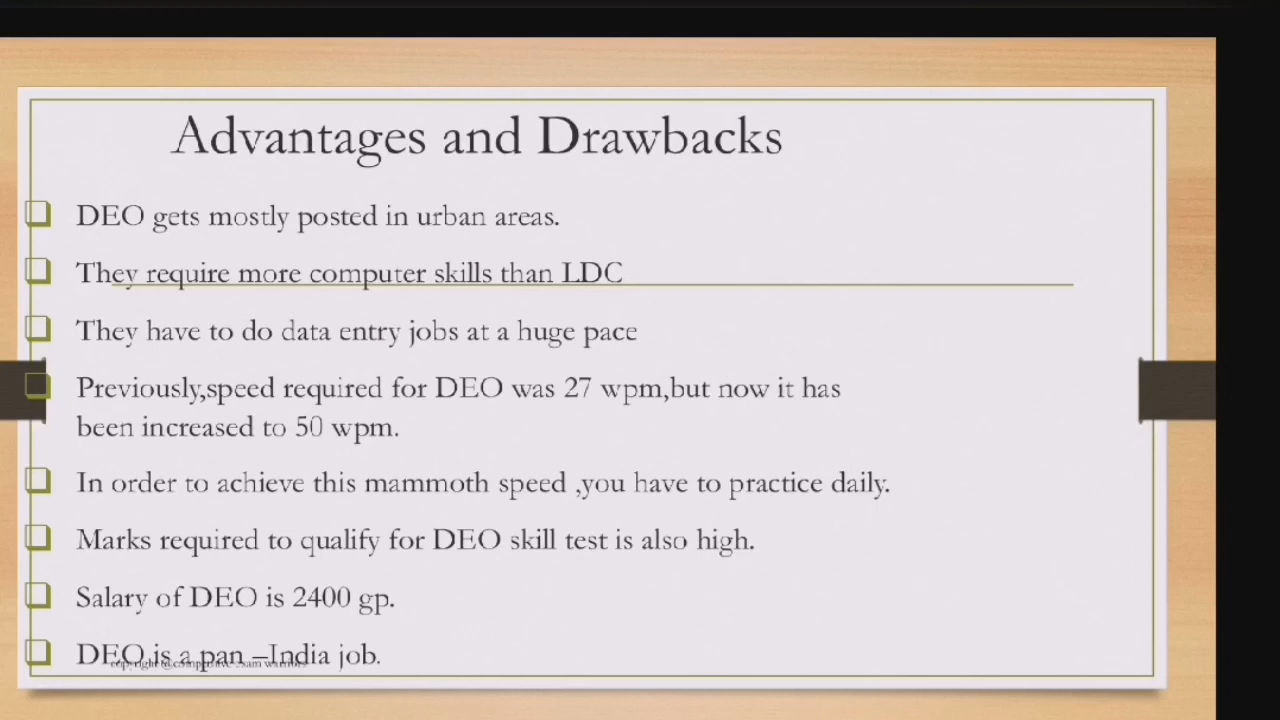 Advantages and Drawbacks
DEO gets mostly posted in urban areas.
They require more computer skills than LDC
They have to do data entry jobs at a huge pace
Previously,speed required for DEO was 27 wpm,but now it has
been increased to 50 wpm.
In order to achieve this mammoth speed ,you have to practice daily.
Marks required to qualify for DEO skill test is also high.
Salary of DEO is 2400 gp.
DEO is a pan –India job.